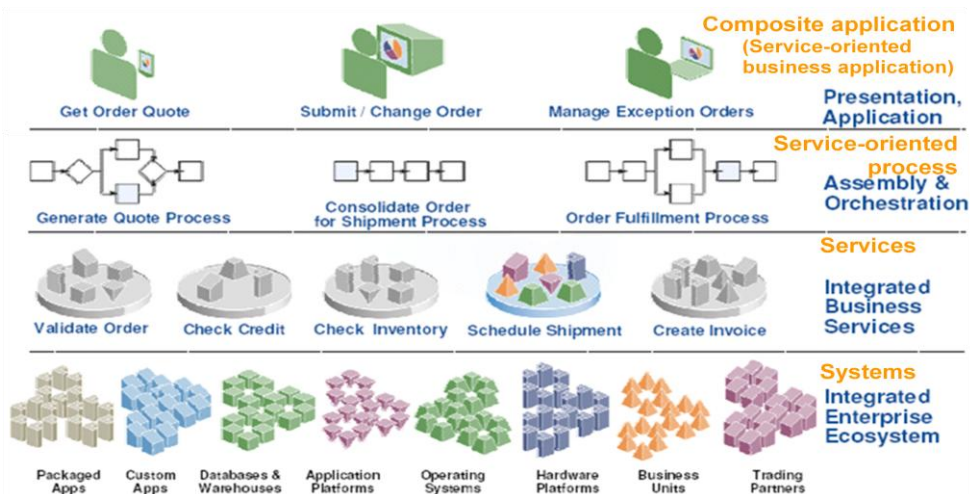 Composite application
(Service-oriented
business application)
Get Order Quote
Submit / Change Order
Manage Exception Orders
Presentation,
Application
Service-oriented
process
Assembly &
Orchestration
Generate Quote Process
Consolidate Order
for Shipment Process
Order Fulfillment Process
Services
Validate Order
Check Credit
Check Inventory
Schedule Shipment
Create Invoice
Integrated
Business
Services
Systems
Integrated
Enterprise
Ecosystem
Packaged
Apps
Custom
Apps
Databases &
Warehouses
Application
Platforms
Operating
Systems
Hardware
Platforms
Business
Units
Trading
Partners